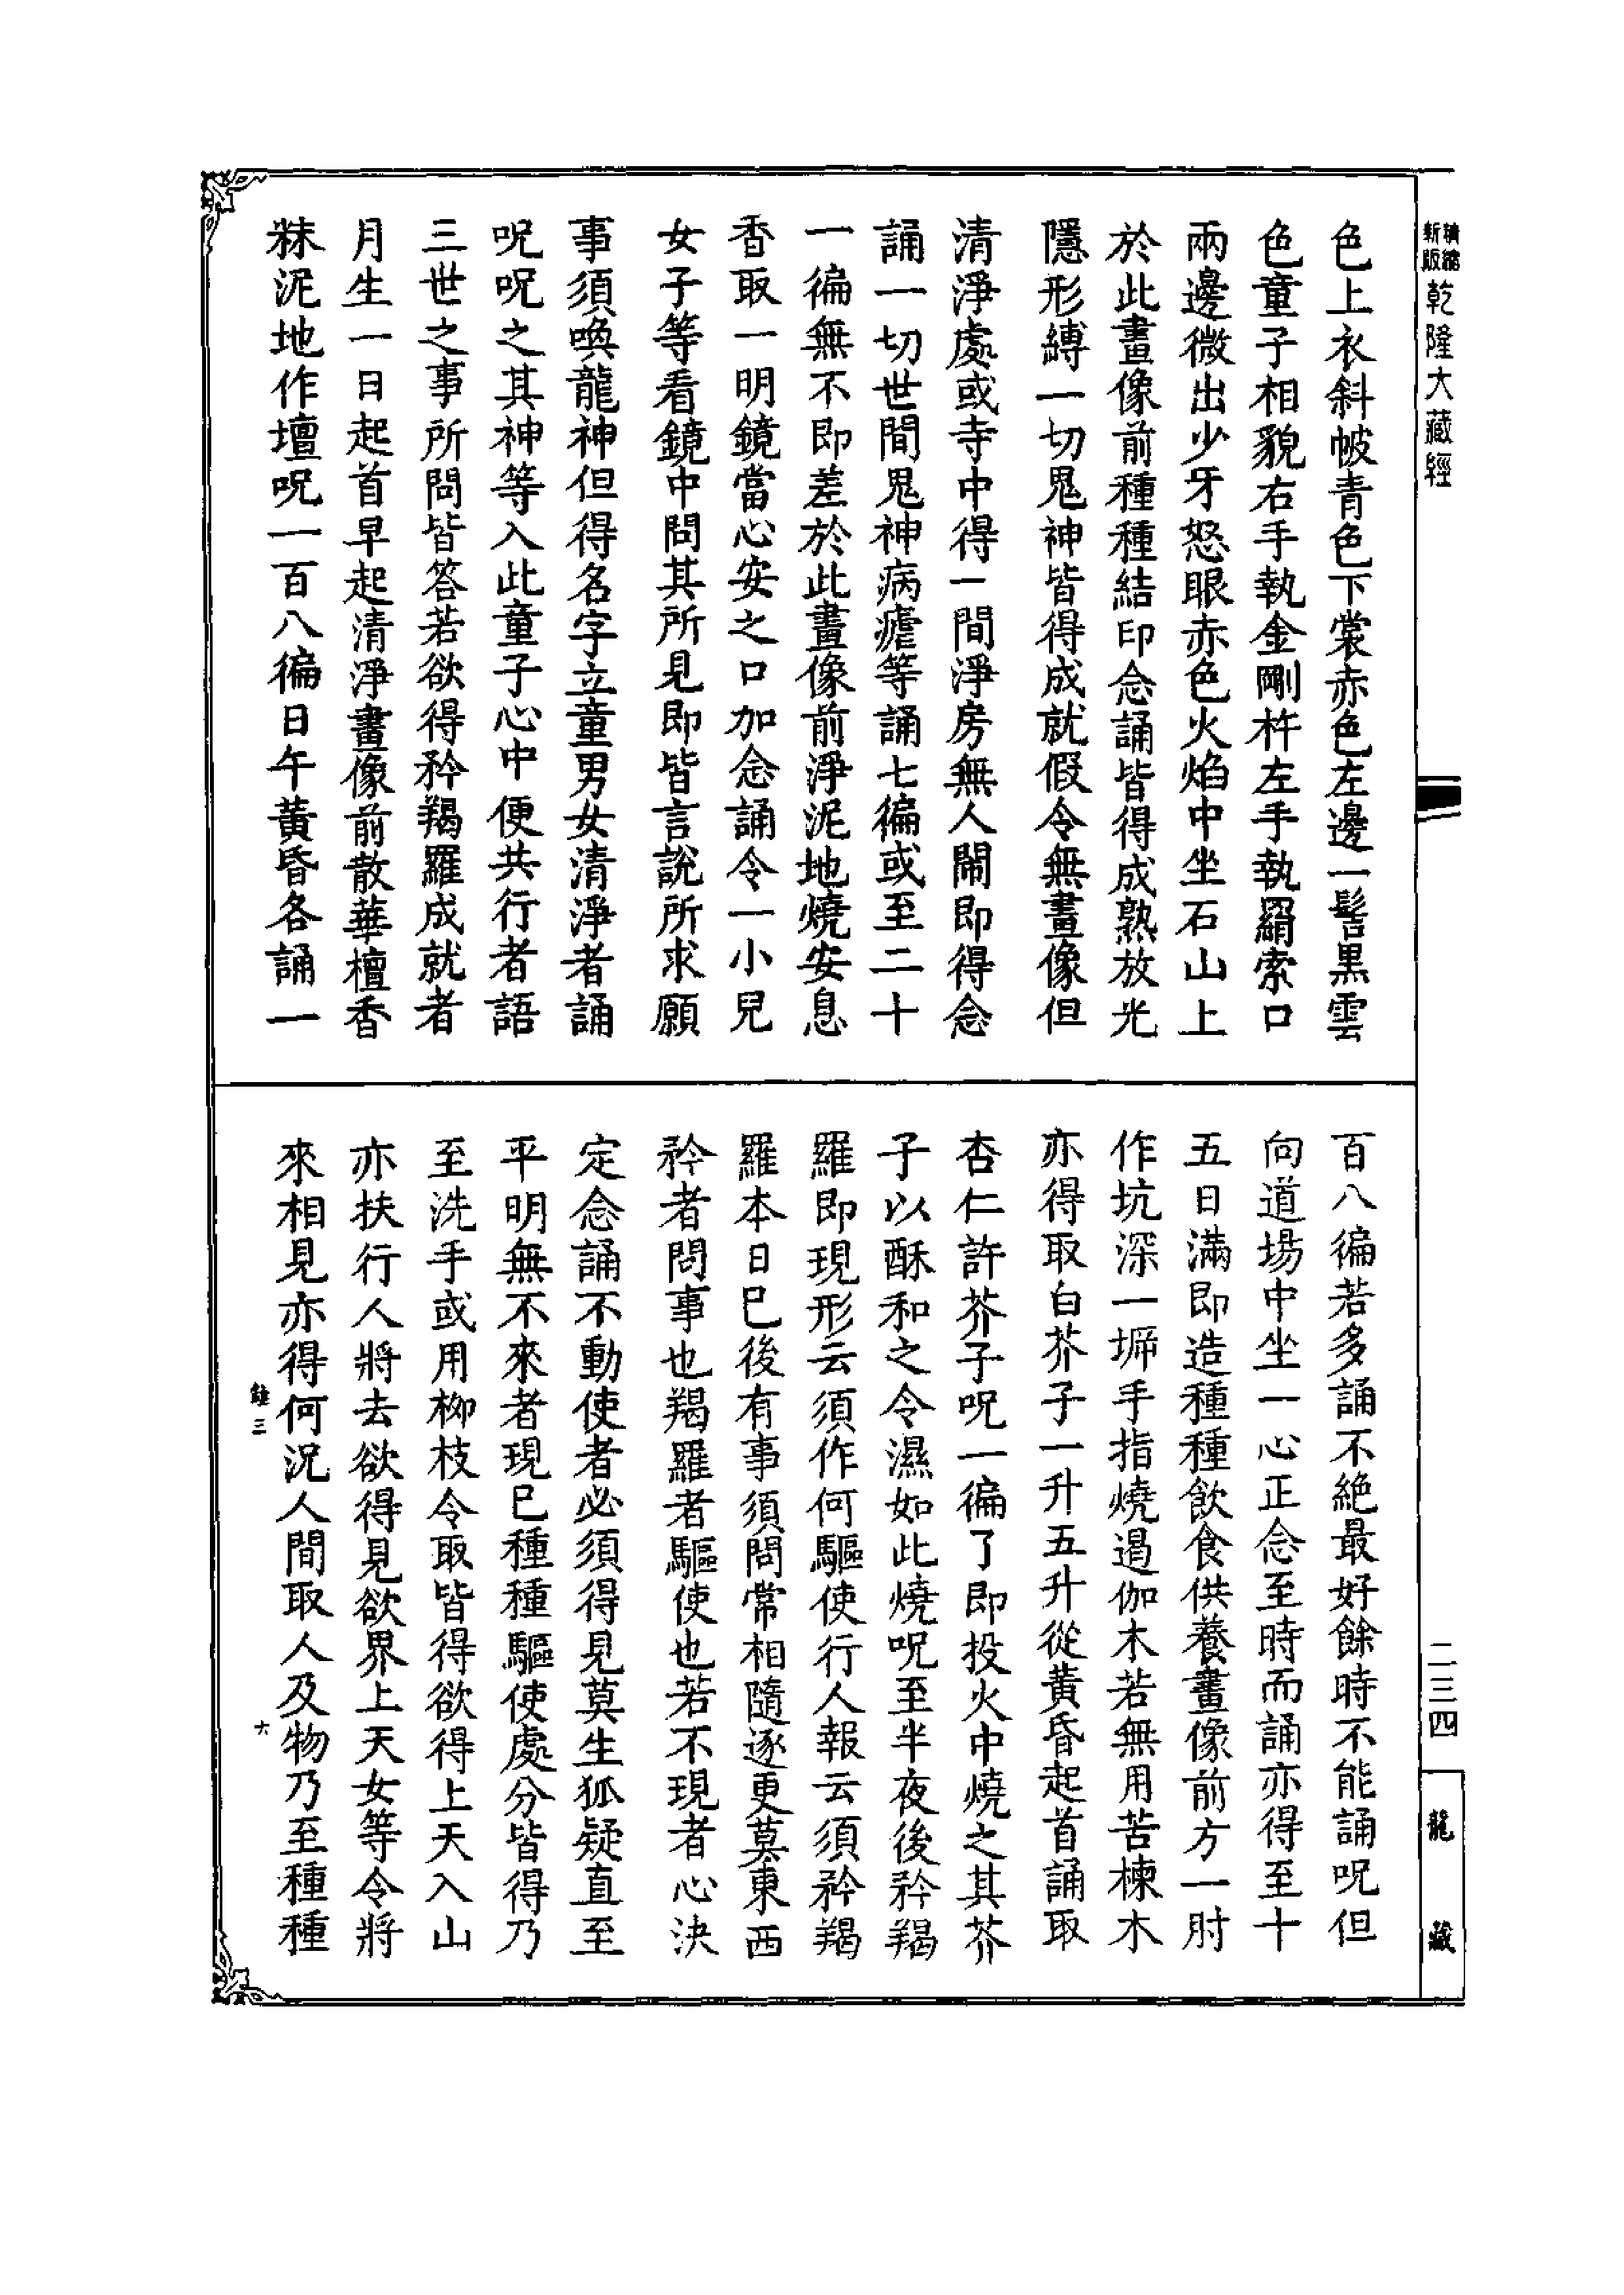 新版
精縮
乾隆大藏經
色上衣斜帔青色下裳赤色左邊一髻黑雲
色童子相貌右手執金剛杵左手執羂索口
兩邊微出少牙怒眼赤色火焰中坐石山上
於此畫像前種種結印念誦皆得成熟放光
隱形縛一切鬼神皆得成就假令無畫像但
清淨處或寺中得一間淨房無人鬧即得念
誦一切世間鬼神病瘧等誦七徧或至二十
一徧無不即差於此畫像前淨泥地燒安息
香取一明鏡當心安之口加念誦令一小兒
女子等看鏡中問其所見即皆言說所求願
事須喚龍神但得名字立童男女清淨者誦
呪呪之其神等入此童子心中便共行者語
三世之事所問皆答若欲得矜羯羅成就者
月生一日起首早起清淨畫像前散華檀香
粖泥地作壇呪一百八徧日午黃昏各誦一
百八徧若多誦不絕最好餘時不能誦呪但
向道場中坐一心正念至時而誦亦得至十
五日滿即造種種飲食供養畫像前方一肘
作坑深一搩手指燒遏伽木若無用苦楝木
亦得取白芥子一升五升從黃昏起首誦取
杏仁許芥子呪一徧了即投火中燒之其芥
子以酥和之令濕如此燒呪至半夜後矜羯
羅即現形云須作何驅使行人報云須矜羯
羅本日已後有事須問常相隨逐更莫東西
矜者問事也羯羅者驅使也若不現者心決
定念誦不動使者必須得見莫生狐疑直至
平明無不來者現已種種驅使處分皆得乃
至洗手或用柳枝令取皆得欲得上天入山
亦扶行人將去欲得見欲界上天女等令將
來相見亦得何況人間取人及物乃至種種
六
二三四
龍藏